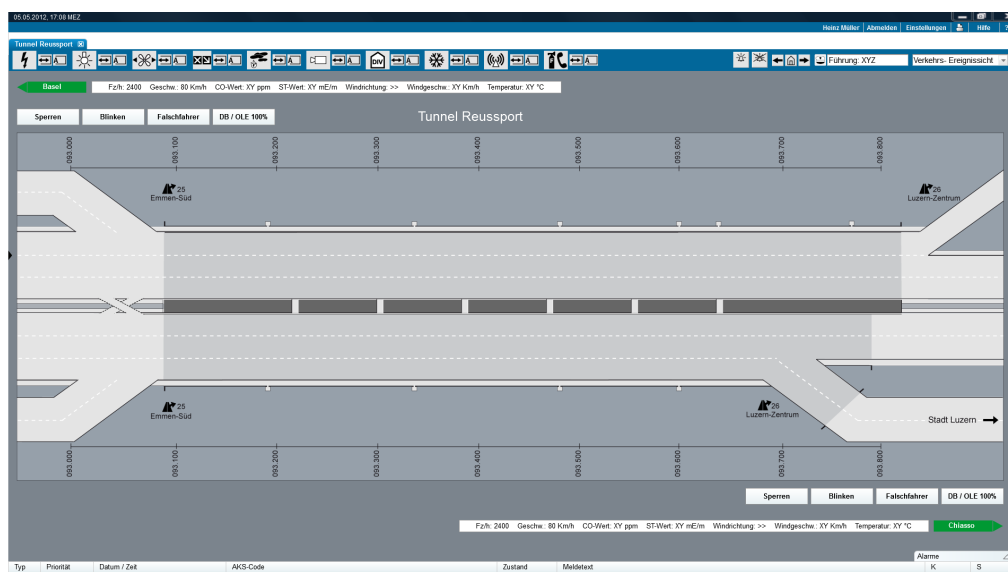 05.05.2012, 17:08 MEZ
Heinz Müller Abmelden Einstellungen Hilfe ?
Tunnel Reussport
A A A A A A DIV A A A A
Führung: XYZ Verkehrs- Ereignissicht
Basel Fz/h: 2400 Geschw.: 80 Km/h CO-Wert: XY ppm ST-Wert: XY mE/m Windrichtung: >> Windgeschw.: XY Km/h Temperatur: XY °C
Sperren Blinken Falschfahrer DB / OLE 100% Tunnel Reussport
093.000 093.100 093.200 093.300 093.400 093.500 093.600 093.700 093.800
25
Emmen-Süd
26
Luzern-Zentrum
25
Emmen-Süd
26
Luzern-Zentrum
Stadt Luzern
093.000 093.100 093.200 093.300 093.400 093.500 093.600 093.700 093.800
Sperren Blinken Falschfahrer DB / OLE 100%
Fz/h: 2400 Geschw.: 80 Km/h CO-Wert: XY ppm ST-Wert: XY mE/m Windrichtung: >> Windgeschw.: XY Km/h Temperatur: XY °C Chiasso
Alarme
Typ Priorität Datum / Zeit AKS-Code Zustand Meldetext K S